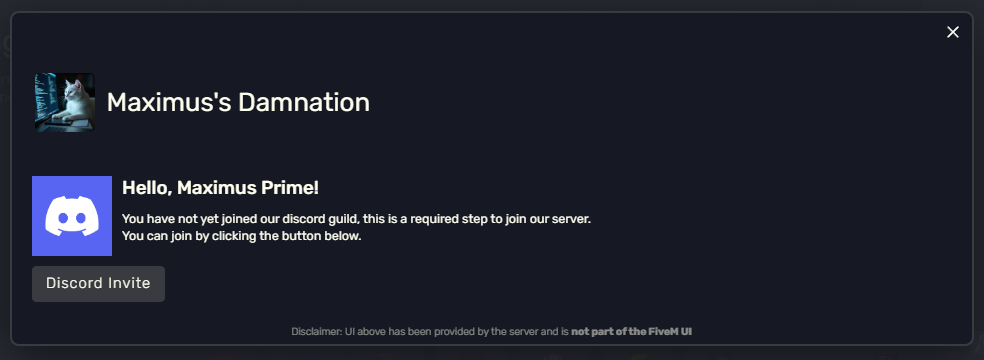 Maximus's Damnation
Hello, Maximus Prime!
You have not yet joined our discord guild, this is a required step to join our server.
You can join by clicking the button below.
Discord Invite
Disclaimer: UI above has been provided by the server and is not part of the FiveM UI